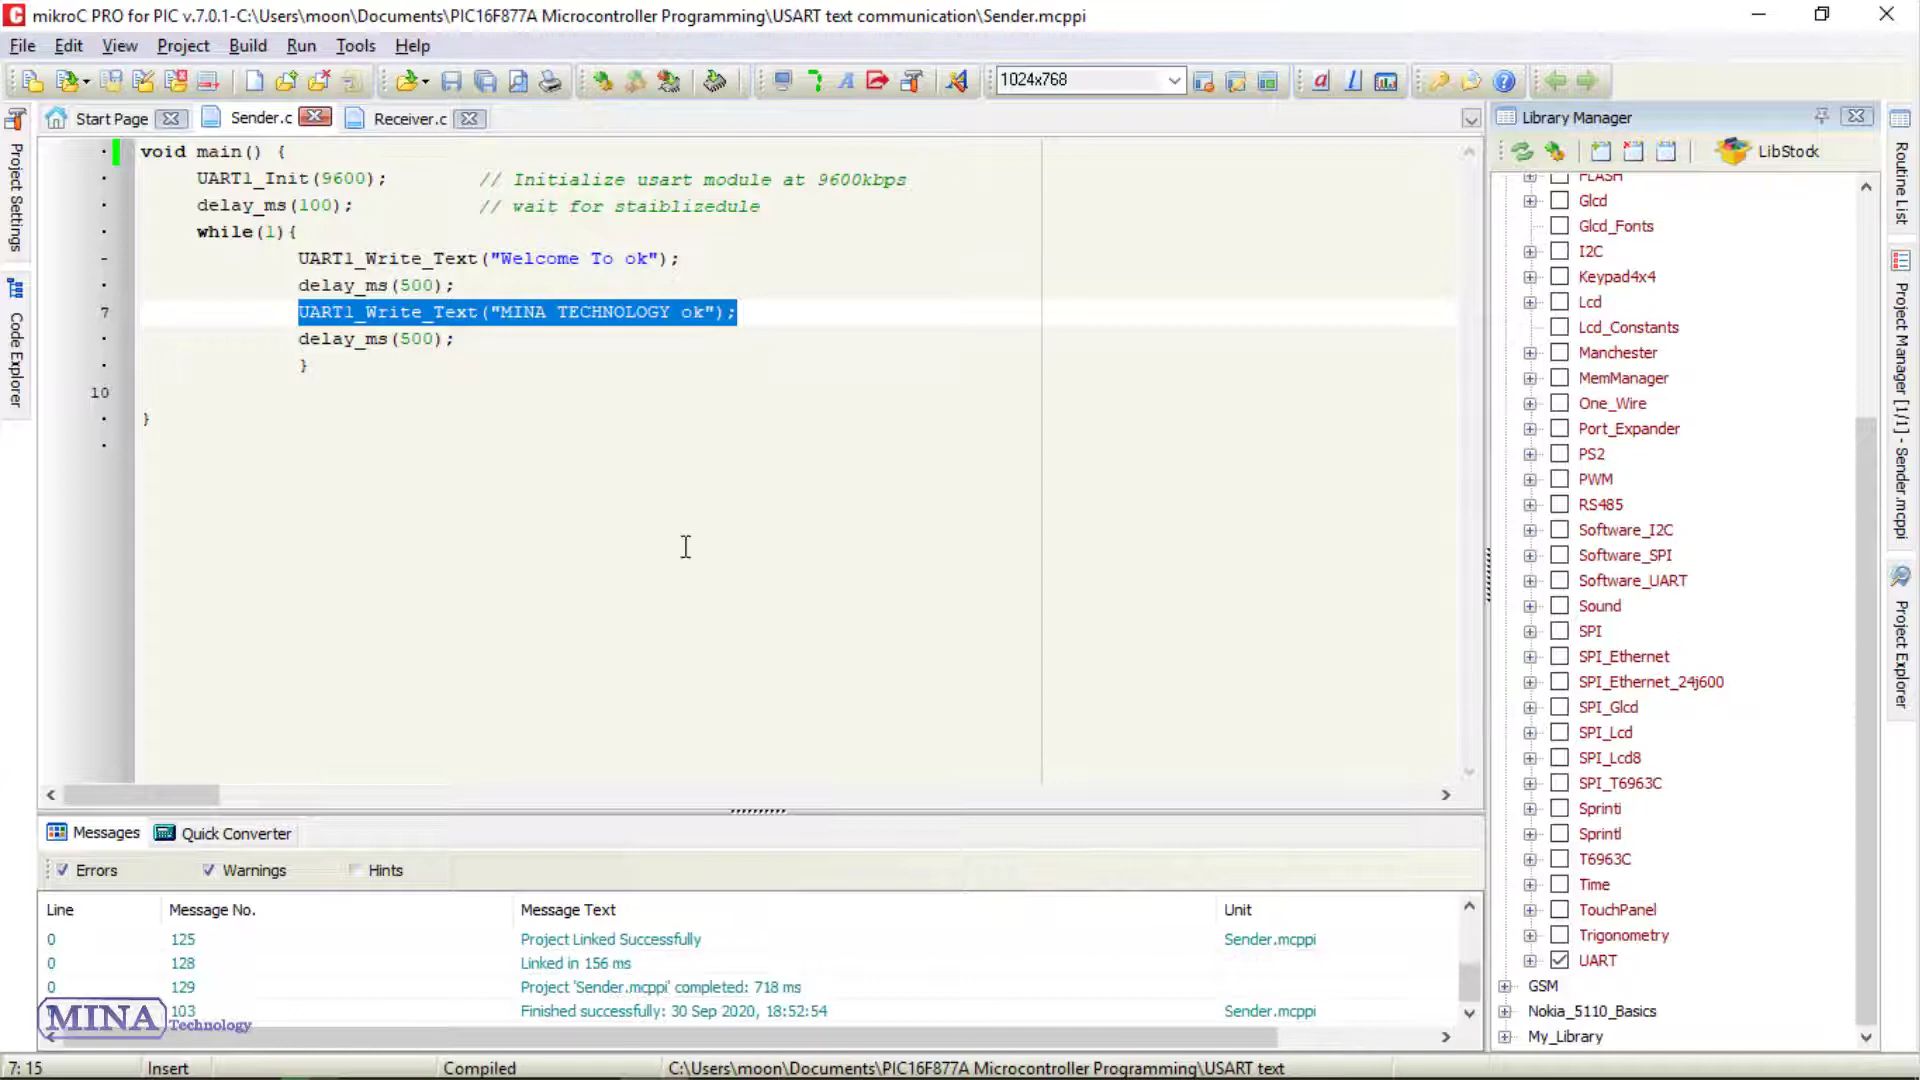 mikroC PRO for PIC v.7.0.1-C:\Users\moon\Documents\PIC16F877A Microcontroller Programming\USART text communication\Sender.mcppi
File Edit View Project Build Run Tools Help
1024x768
Start Page Sender.c Receiver.c
Project Settings
Code Explorer
void main() {
UART1_Init(9600); // Initialize usart module at 9600kbps
delay_ms(100); // wait for staiblizedule
while(1){
UART1_Write_Text("Welcome To ok");
delay_ms(500);
7 UART1_Write_Text("MINA TECHNOLOGY ok");
delay_ms(500);
}
10
}
Library Manager
LibStock
FLASH
Glcd
Glcd_Fonts
I2C
Keypad4x4
Lcd
Lcd_Constants
Manchester
MemManager
One_Wire
Port_Expander
PS2
PWM
RS485
Software_I2C
Software_SPI
Software_UART
Sound
SPI
SPI_Ethernet
SPI_Ethernet_24j600
SPI_Glcd
SPI_Lcd
SPI_Lcd8
SPI_T6963C
Sprinti
Sprintl
T6963C
Time
TouchPanel
Trigonometry
UART
GSM
Nokia_5110_Basics
My_Library
Routine List
Project Manager [1/1] - Sender.mcppi
Project Explorer
Messages Quick Converter
Errors Warnings Hints
Line Message No. Message Text Unit
0 125 Project Linked Successfully Sender.mcppi
0 128 Linked in 156 ms
0 129 Project 'Sender.mcppi' completed: 718 ms
103 Finished successfully: 30 Sep 2020, 18:52:54 Sender.mcppi
MINA Technology
7: 15 Insert Compiled C:\Users\moon\Documents\PIC16F877A Microcontroller Programming\USART text